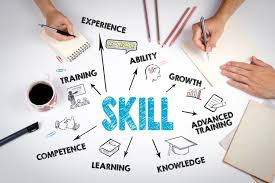 EXPERIENCE
ABILITY
TRAINING
GROWTH
SKILL
ADVANCED
TRAINING
COMPETENCE
LEARNING
KNOWLEDGE